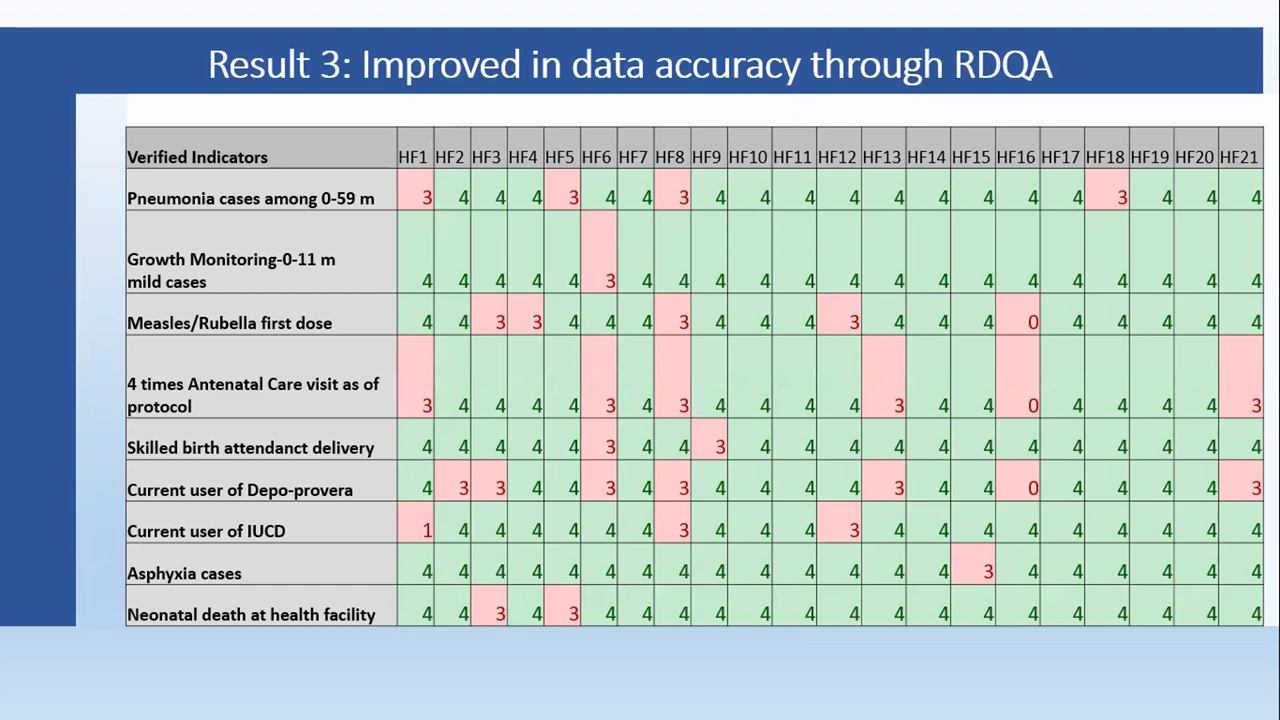 Result 3: Improved in data accuracy through RDQA
Verified Indicators HF1 HF2 HF3 HF4 HF5 HF6 HF7 HF8 HF9 HF10 HF11 HF12 HF13 HF14 HF15 HF16 HF17 HF18 HF19 HF20 HF21
Pneumonia cases among 0-59 m 3 4 4 4 3 4 4 3 4 4 4 4 4 4 4 4 4 3 4 4 4
Growth Monitoring-0-11 m
mild cases 4 4 4 4 4 3 4 4 4 4 4 4 4 4 4 4 4 4 4 4 4
Measles/Rubella first dose 4 4 3 3 4 4 4 3 4 4 4 3 4 4 4 0 4 4 4 4 4
4 times Antenatal Care visit as of
protocol 3 4 4 4 4 3 4 3 4 4 4 4 3 4 4 0 4 4 4 4 3
Skilled birth attendanct delivery 4 4 4 4 4 3 4 4 3 4 4 4 4 4 4 4 4 4 4 4 4
Current user of Depo-provera 4 3 3 4 4 3 4 3 4 4 4 4 3 4 4 0 4 4 4 4 3
Current user of IUCD 1 4 4 4 4 4 4 3 4 4 4 3 4 4 4 4 4 4 4 4 4
Asphyxia cases 4 4 4 4 4 4 4 4 4 4 4 4 4 4 3 4 4 4 4 4 4
Neonatal death at health facility 4 4 3 4 3 4 4 4 4 4 4 4 4 4 4 4 4 4 4 4 4